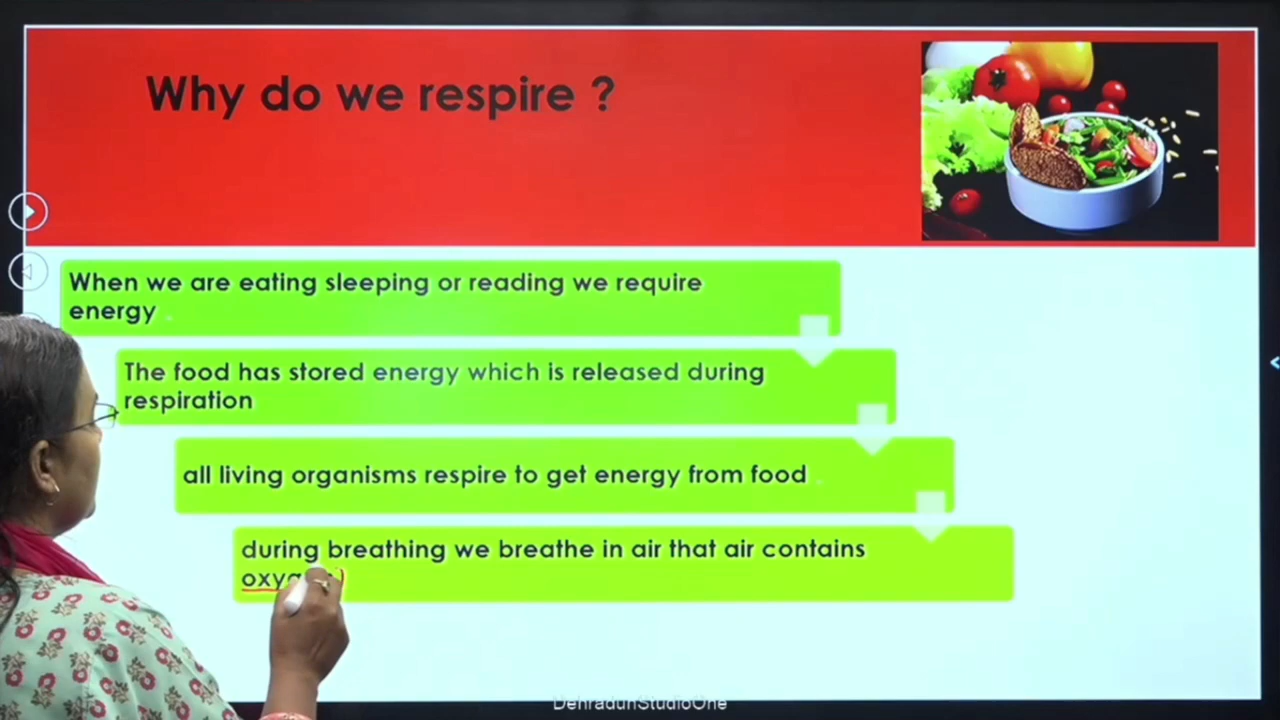 Why do we respire ?
When we are eating sleeping or reading we require
energy .
The food has stored energy which is released during
respiration
all living organisms respire to get energy from food .
during breathing we breathe in air that air contains
DehradunStudioOne